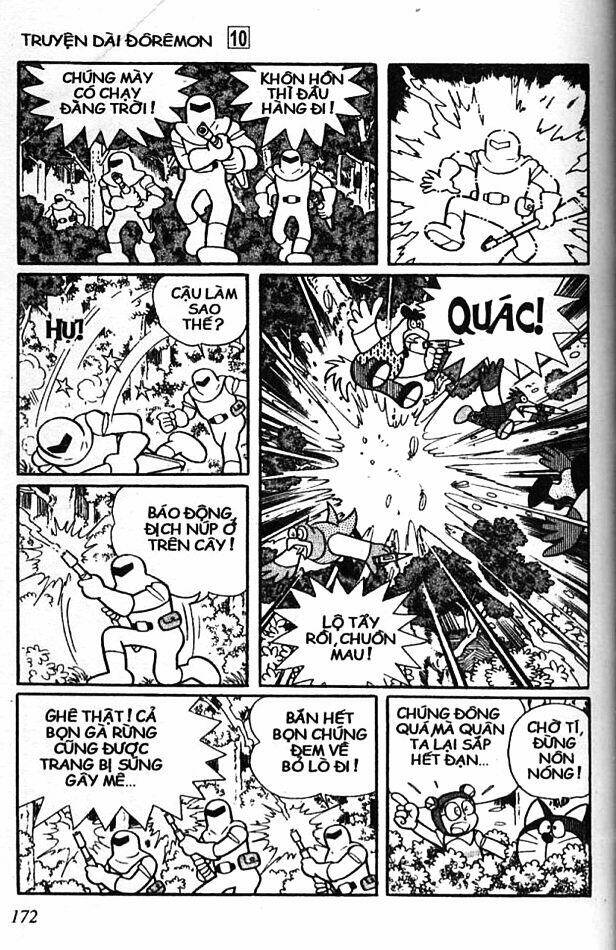 TRUYỆN DÀI ĐÔRÊMON 10
CHÚNG MÀY
CÓ CHẠY
ĐẰNG TRỜI!
KHÔN HỒN
THÌ ĐẦU
HÀNG ĐI!
HỤ!
CẬU LÀM
SAO
THẾ?
QUÁC!
BÁO ĐỘNG,
ĐỊCH NÚP Ở
TRÊN CÂY!
LỘ TẨY
RỒI, CHUỒN
MAU!
GHÊ THẬT! CẢ
BỌN GÀ RỪNG
CŨNG ĐƯỢC
TRANG BỊ SÚNG
GÂY MÊ...
BẮN HẾT
BỌN CHÚNG
ĐEM VỀ
BỎ LÒ ĐI!
CHÚNG ĐÔNG
QUÁ MÀ QUÂN
TA LẠI SẮP
HẾT ĐẠN...
CHỜ TÍ,
ĐỪNG
NÔN
NÓNG!
172